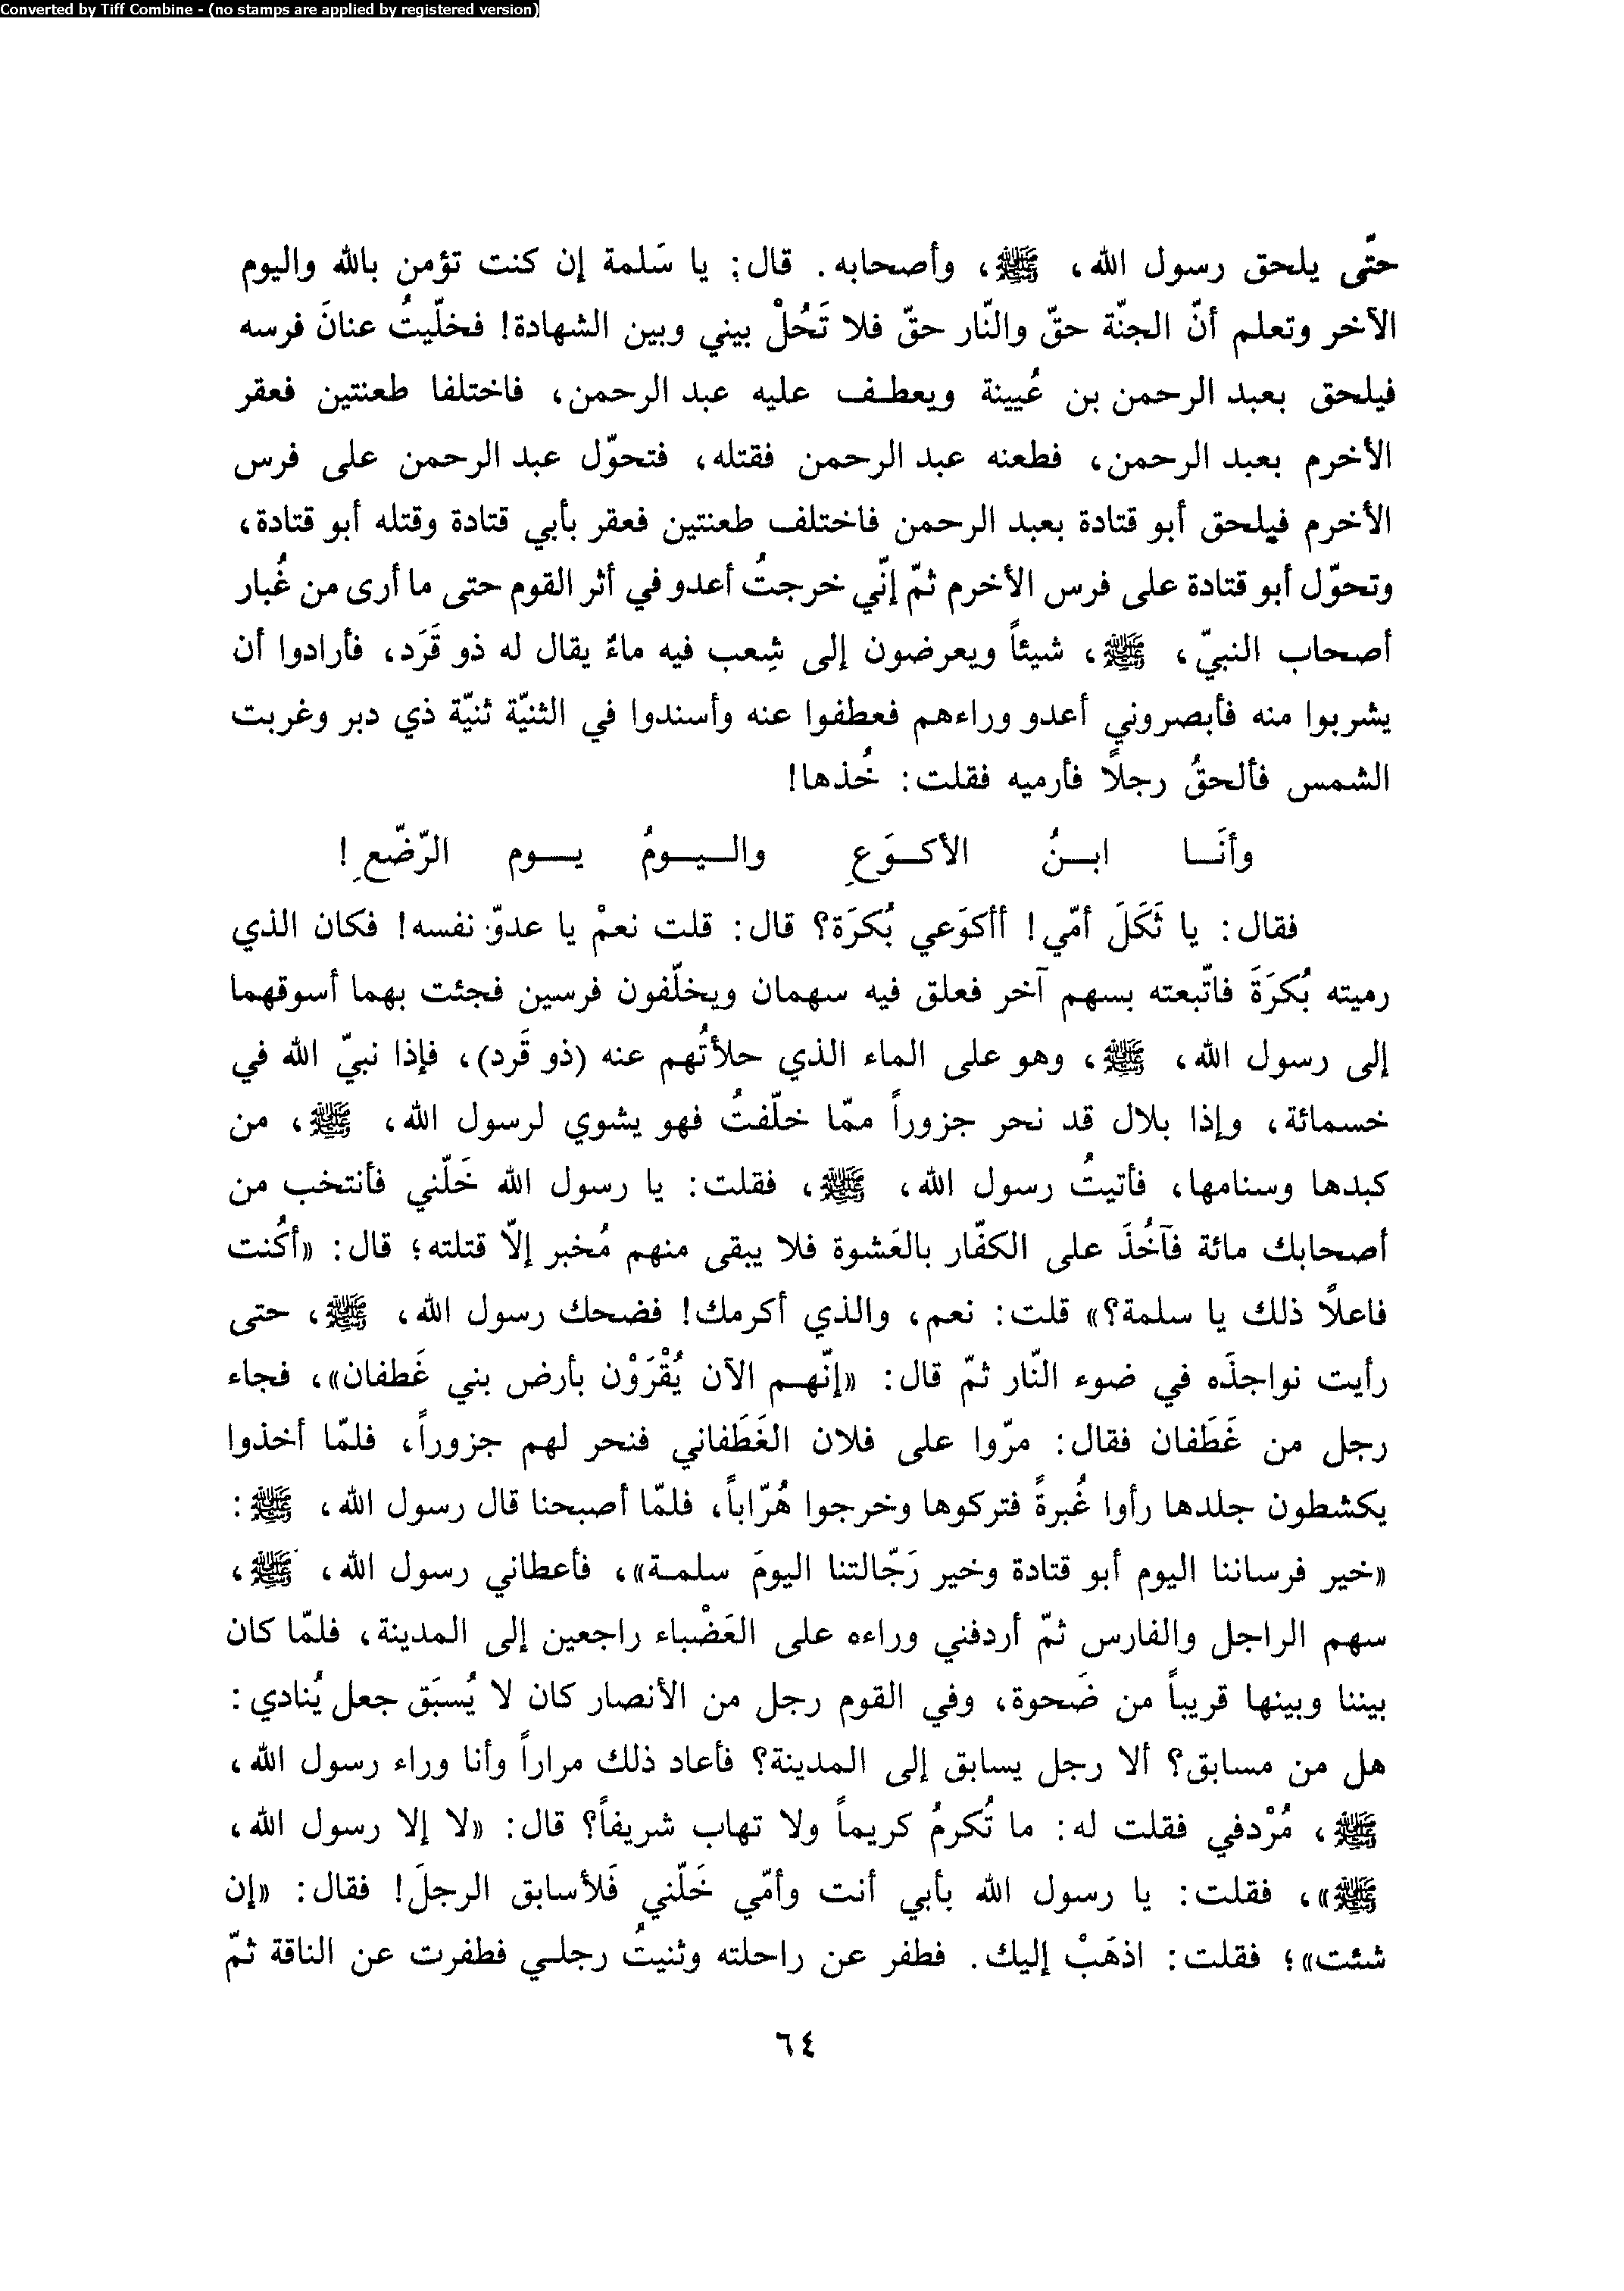 Converted by Tiff Combine - (no stamps are applied by registered version)
حتّى يلحق رسول الله، ﷺ، وأصحابه. قال: يا سَلمة إن كنت تؤمن بالله واليوم
الآخر وتعلم أنّ الجنّة حقّ والنّار حقّ فلا تَحُلْ بيني وبين الشهادة! فخلّيتُ عنانَ فرسه
فيلحق بعبد الرحمن بن عُيينة ويعطف عليه عبد الرحمن، فاختلفا طعنتين فعقر
الأخرم بعبد الرحمن، فطعنه عبد الرحمن فقتله، فتحوّل عبد الرحمن على فرس
الأخرم فيلحق أبو قتادة بعبد الرحمن فاختلف طعنتين فعقر بأبي قتادة وقتله أبو قتادة،
وتحوّل أبو قتادة على فرس الأخرم ثمّ إنّي خرجتُ أعدو في أثر القوم حتى ما أرى من غُبار
أصحاب النبيّ، ﷺ، شيئاً ويعرضون إلى شِعب فيه ماءٌ يقال له ذو قَرَد، فأرادوا أن
يشربوا منه فأبصروني أعدو وراءهم فعطفوا عنه وأسندوا في الثنيّة ثنيّة ذي دبر وغربت
الشمس فألحقُ رجلاً فأرميه فقلت: خُذها!
وأنَا ابنُ الأكوَعِ واليومُ يوم الرّضّعِ!
فقال: يا ثَكَلَ أمّي! أأكوَعي بُكَرَة؟ قال: قلت نعمْ يا عدوّ نفسه! فكان الذي
رميته بُكرَةَ فاتّبعته بسهم آخر فعلق فيه سهمان ويخلّفون فرسين فجئت بهما أسوقهما
إلى رسول الله، ﷺ، وهو على الماء الذي حلأتُهم عنه (ذو قَرد)، فإذا نبيّ الله في
خسمائة، وإذا بلال قد نحر جزوراً ممّا خلّفتُ فهو يشوي لرسول الله، ﷺ، من
كبدها وسنامها، فأتيتُ رسول الله، ﷺ، فقلت: يا رسول الله خَلّني فأنتخب من
أصحابك مائة فآخُذَ على الكفّار بالعَشوة فلا يبقى منهم مُخبر إلاّ قتلته؛ قال: «أكُنت
فاعلاً ذلك يا سلمة؟» قلت: نعم، والذي أكرمك! فضحك رسول الله، ﷺ، حتى
رأيت نواجذَه في ضوء النّار ثمّ قال: «إنّهم الآن يُقْرَوْن بأرض بني غَطفان»، فجاء
رجل من غَطَفان فقال: مرّوا على فلان الغَطَفاني فنحر لهم جزوراً، فلمّا أخذوا
يكشطون جلدها رأوا غُبرةً فتركوها وخرجوا هُرّاباً، فلمّا أصبحنا قال رسول الله، ﷺ:
«خير فرساننا اليوم أبو قتادة وخير رَجّالتنا اليومَ سلمة»، فأعطاني رسول الله، ﷺ،
سهم الراجل والفارس ثمّ أردفني وراءه على العَضْباء راجعين إلى المدينة، فلمّا كان
بيننا وبينها قريباً من ضَحوة، وفي القوم رجل من الأنصار كان لا يُسبَق جعل يُنادي:
هل من مسابق؟ ألا رجل يسابق إلى المدينة؟ فأعاد ذلك مراراً وأنا وراء رسول الله،
ﷺ، مُرْدفي فقلت له: ما تُكرمُ كريماً ولا تهاب شريفاً؟ قال: «لا إلا رسول الله،
ﷺ»، فقلت: يا رسول الله بأبي أنت وأمّي خَلّني فَلأسابق الرجلَ! فقال: «إن
شئت»؛ فقلت: اذهَبْ إليك. فطفر عن راحلته وثنيتُ رجلي فطفرت عن الناقة ثمّ
٦٤